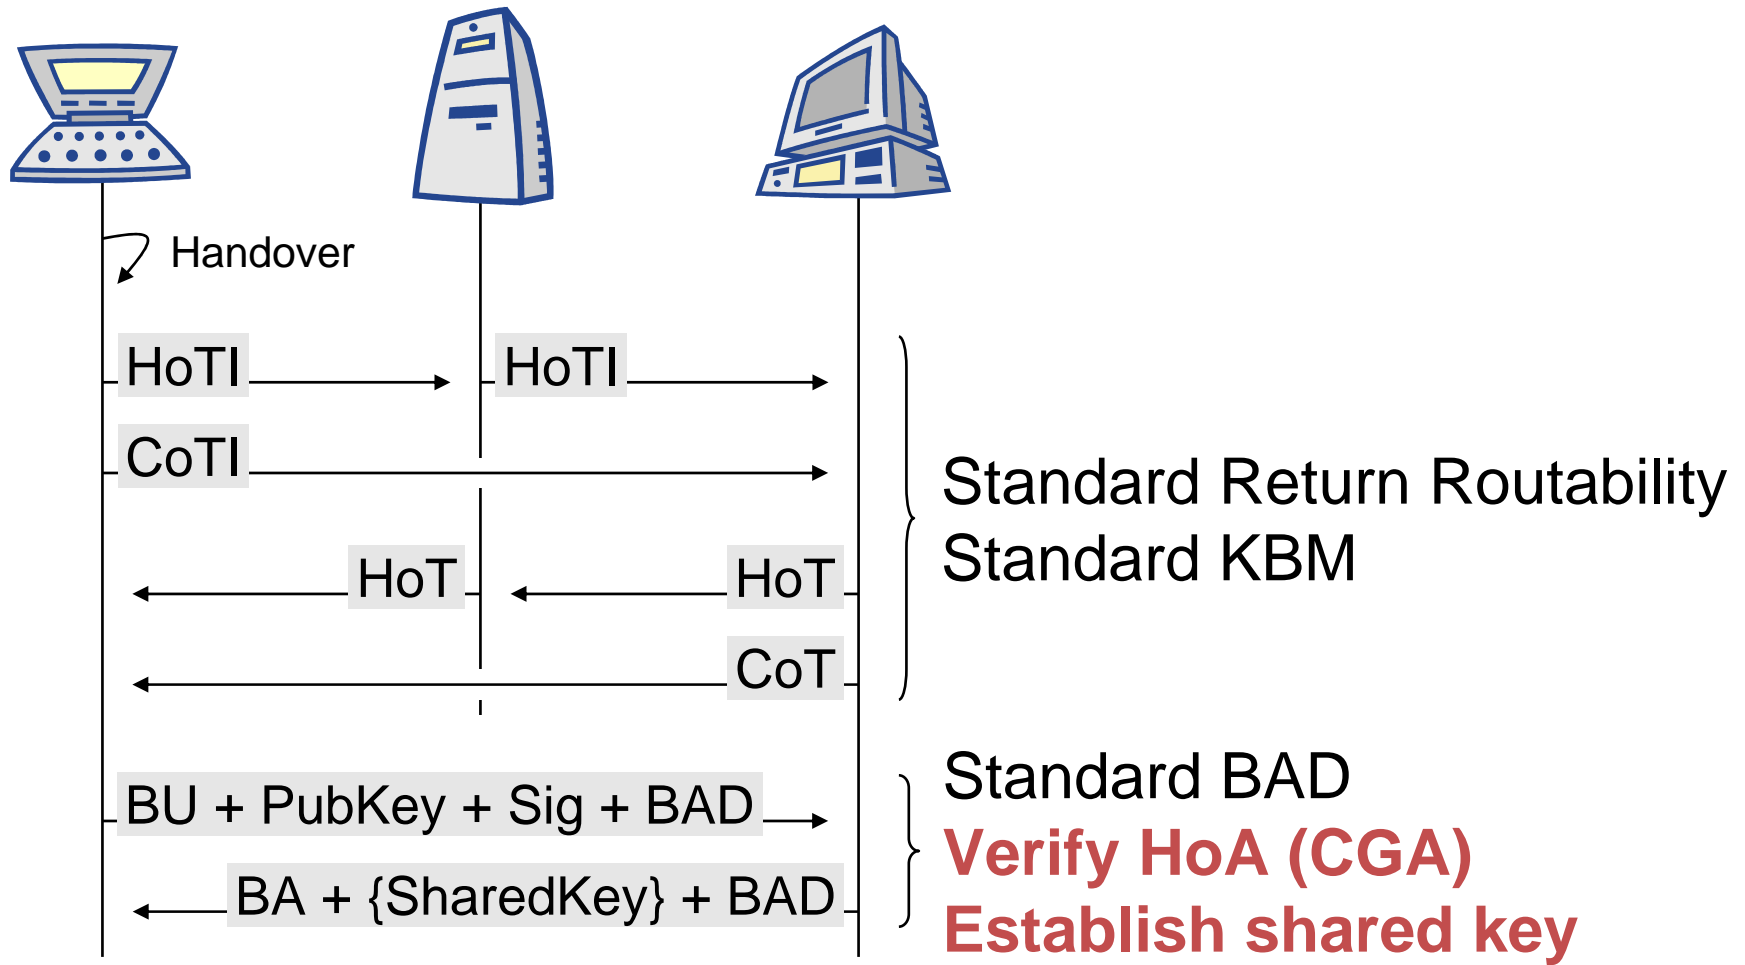 Handover
HoTI HoTI
CoTI
Standard Return Routability
Standard KBM
HoT HoT
CoT
Standard BAD
BU + PubKey + Sig + BAD
Verify HoA (CGA)
BA + {SharedKey} + BAD
Establish shared key